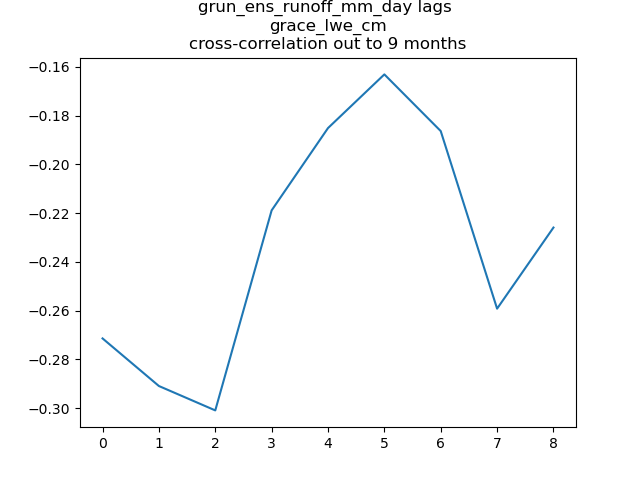 grun_ens_runoff_mm_day lags
grace_lwe_cm
cross-correlation out to 9 months
−0.16
−0.18
−0.20
−0.22
−0.24
−0.26
−0.28
−0.30
0 1 2 3 4 5 6 7 8